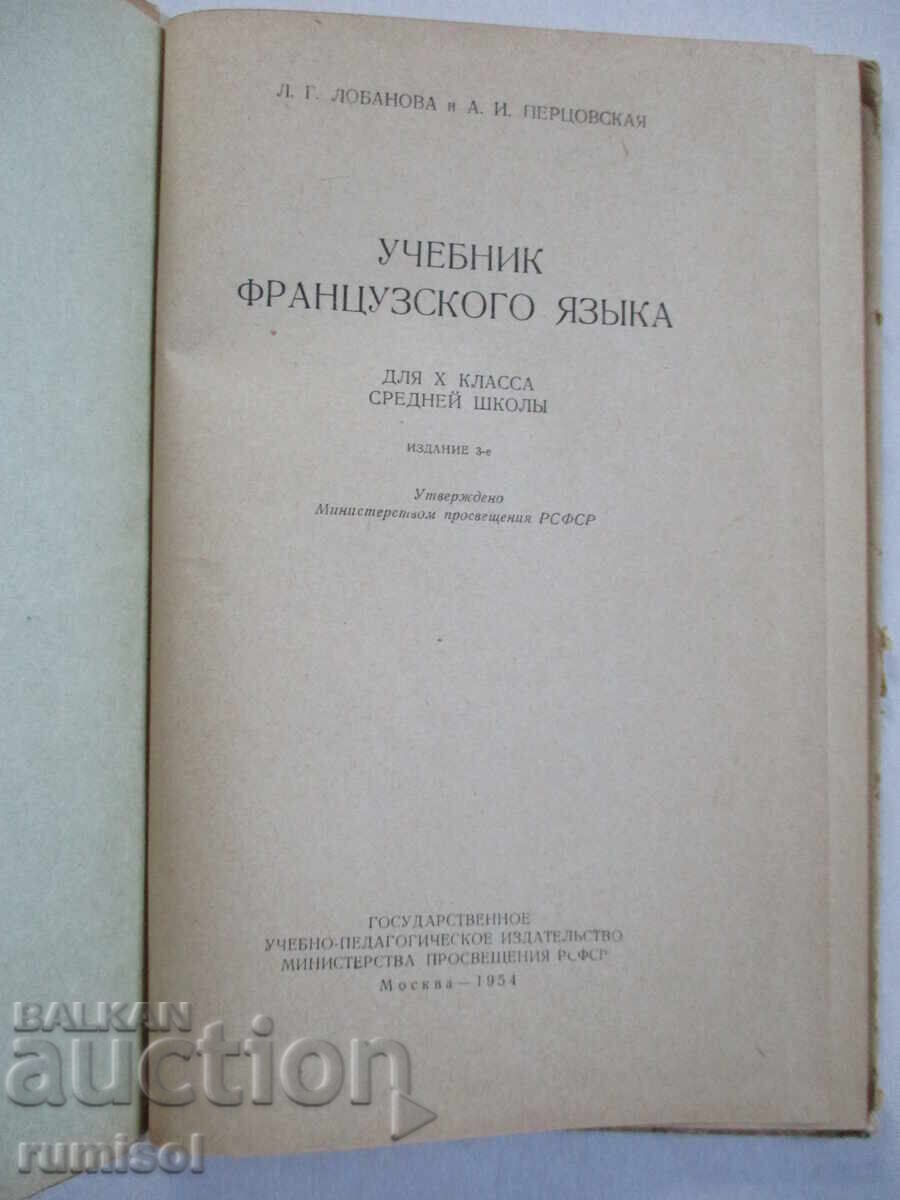 Л. Г. ЛОБАНОВА и А. И. ПЕРЦОВСКАЯ
УЧЕБНИК
ФРАНЦУЗСКОГО ЯЗЫКА
ДЛЯ X КЛАССА
СРЕДНЕЙ ШКОЛЫ
ИЗДАНИЕ 3-е
Утверждено
Министерством просвещения РСФСР
ГОСУДАРСТВЕННОЕ
УЧЕБНО-ПЕДАГОГИЧЕСКОЕ ИЗДАТЕЛЬСТВО
МИНИСТЕРСТВА ПРОСВЕЩЕНИЯ РСФСР
Москва — 1954
BALKAN
auction
rumisol